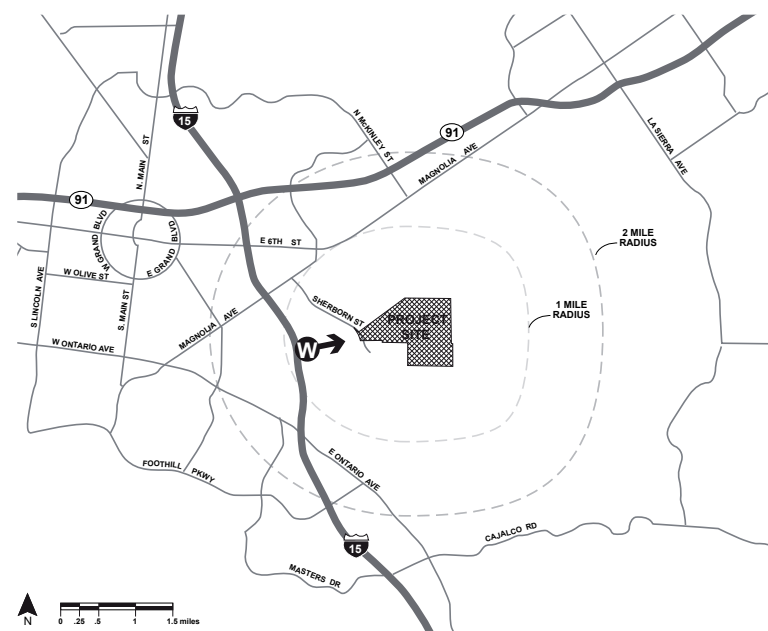 15
N. MAIN ST
N McKINLEY ST
91
MAGNOLIA AVE
LA SIERRA AVE
91
W GRAND BLVD
E GRAND BLVD
E 6TH ST
2 MILE
RADIUS
W OLIVE ST
S LINCOLN AVE
S. MAIN ST
SHERBORN ST
PROJECT
SITE
1 MILE
RADIUS
MAGNOLIA AVE
W ONTARIO AVE
W
FOOTHILL PKWY
E ONTARIO AVE
CAJALCO RD
15
MASTERS DR
N
0 .25 .5 1 1.5 miles